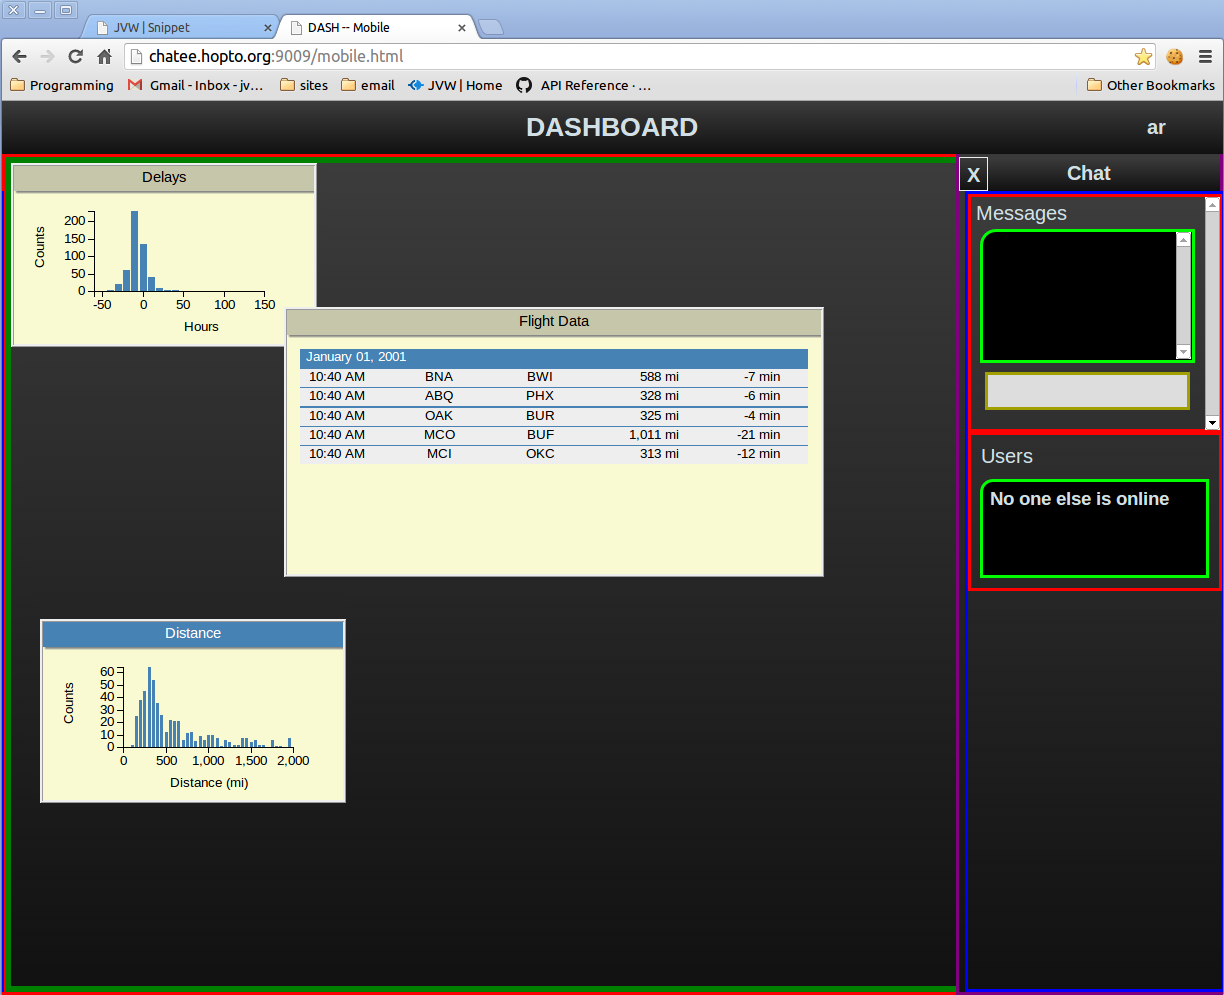 JVW | Snippet
DASH -- Mobile
chatee.hopto.org:9009/mobile.html
Programming
Gmail - Inbox - jv...
sites
email
JVW | Home
API Reference · ...
Other Bookmarks
DASHBOARD
ar
Delays
Counts
200
150
100
50
0
-50 0 50 100 150
Hours
Flight Data
January 01, 2001
10:40 AM BNA BWI 588 mi -7 min
10:40 AM ABQ PHX 328 mi -6 min
10:40 AM OAK BUR 325 mi -4 min
10:40 AM MCO BUF 1,011 mi -21 min
10:40 AM MCI OKC 313 mi -12 min
Distance
Counts
60
50
40
30
20
10
0
0 500 1,000 1,500 2,000
Distance (mi)
X
Chat
Messages
Users
No one else is online